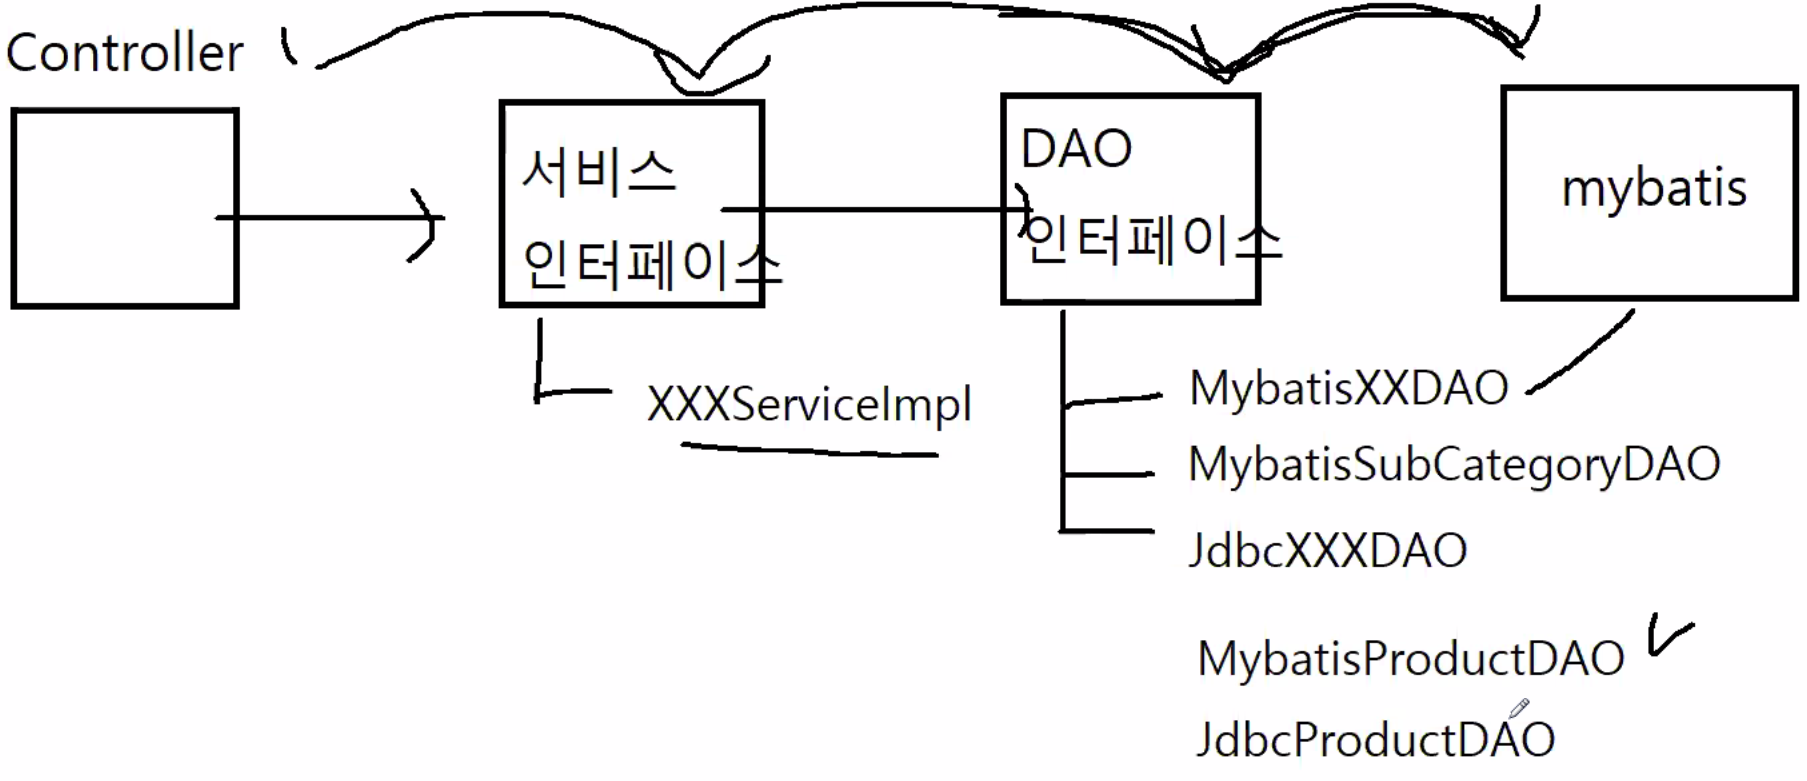 Controller
서비스
인터페이스
DAO
인터페이스
mybatis
XXXServiceImpl
MybatisXXDAO
MybatisSubCategoryDAO
JdbcXXXDAO
MybatisProductDAO
JdbcProductDAO